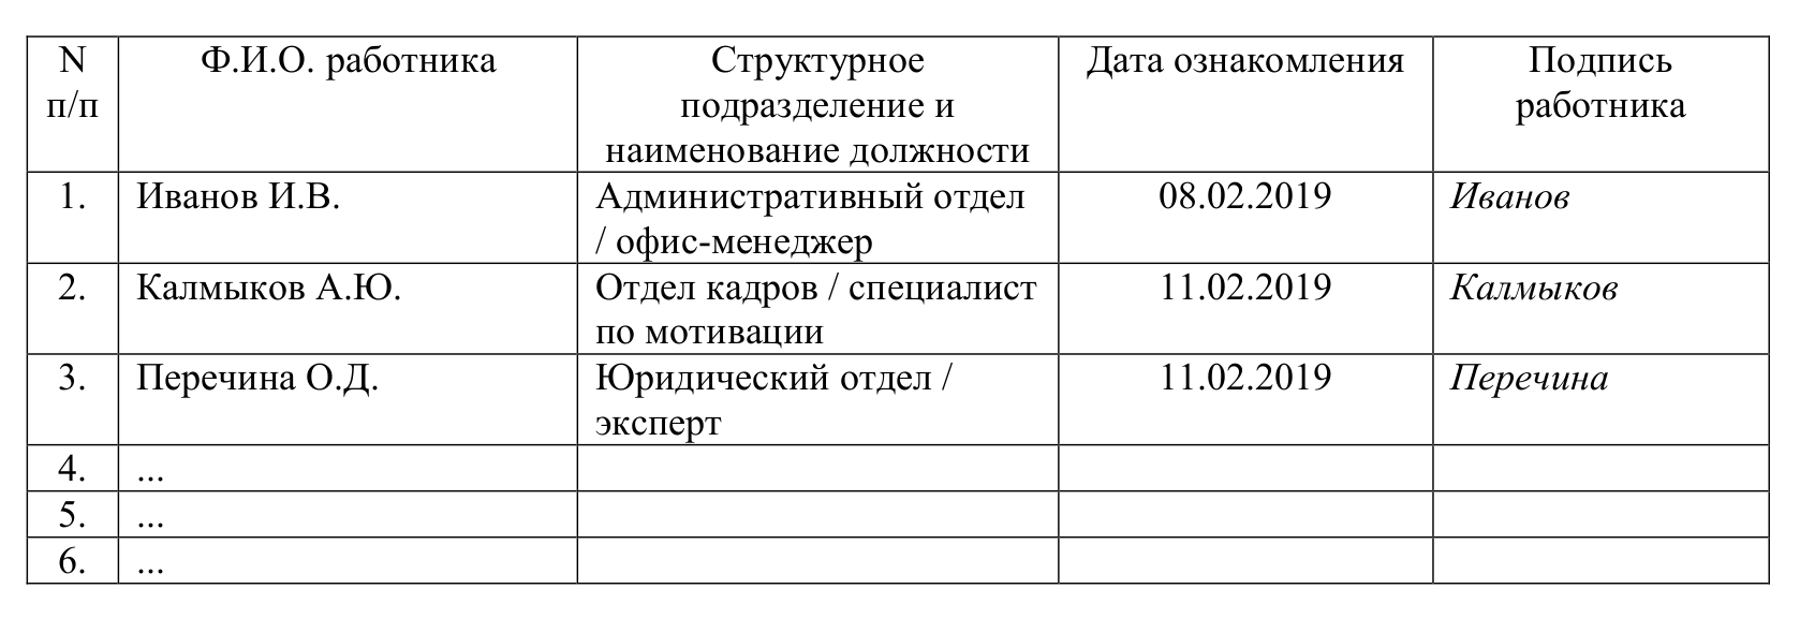 N п/п
Ф.И.О. работника
Структурное подразделение и наименование должности
Дата ознакомления
Подпись работника
1.
Иванов И.В.
Административный отдел / офис-менеджер
08.02.2019
Иванов
2.
Калмыков А.Ю.
Отдел кадров / специалист по мотивации
11.02.2019
Калмыков
3.
Перечина О.Д.
Юридический отдел / эксперт
11.02.2019
Перечина
4.
...
5.
...
6.
...